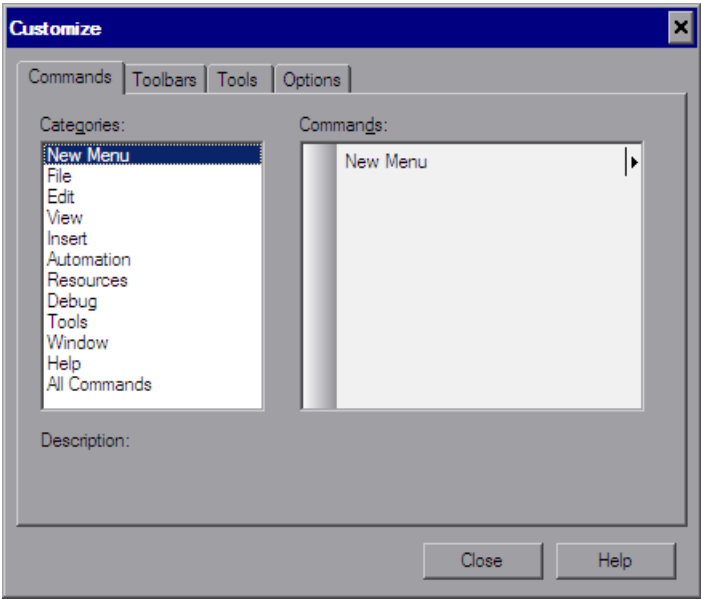 Customize
Commands Toolbars Tools Options
Categories: Commands:
New Menu
File
Edit
View
Insert
Automation
Resources
Debug
Tools
Window
Help
All Commands
New Menu
Description:
Close Help